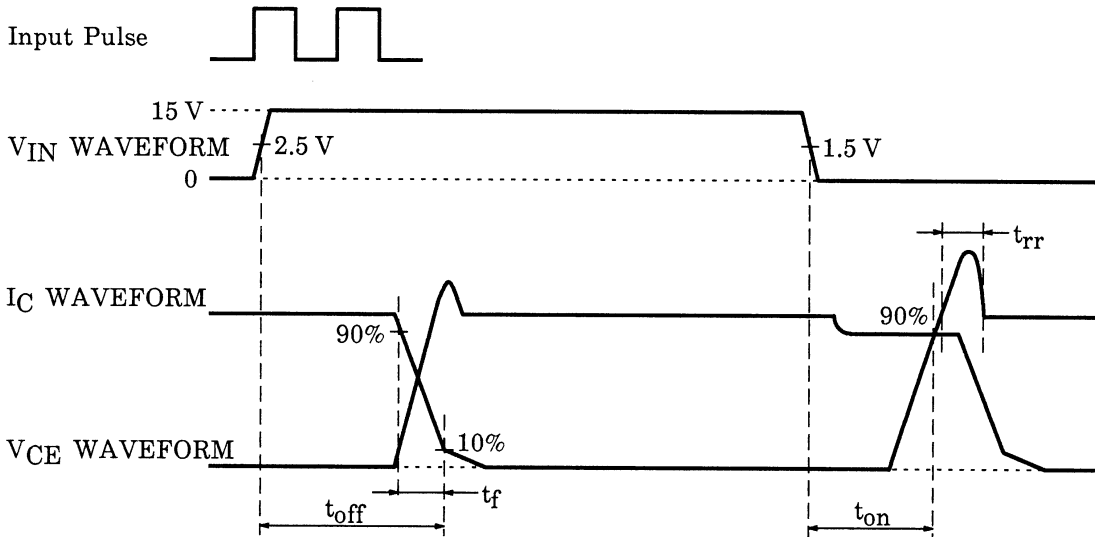 Input Pulse
15 V
VIN WAVEFORM
2.5 V
1.5 V
0
trr
IC WAVEFORM
90%
90%
VCE WAVEFORM
10%
tf
toff
ton